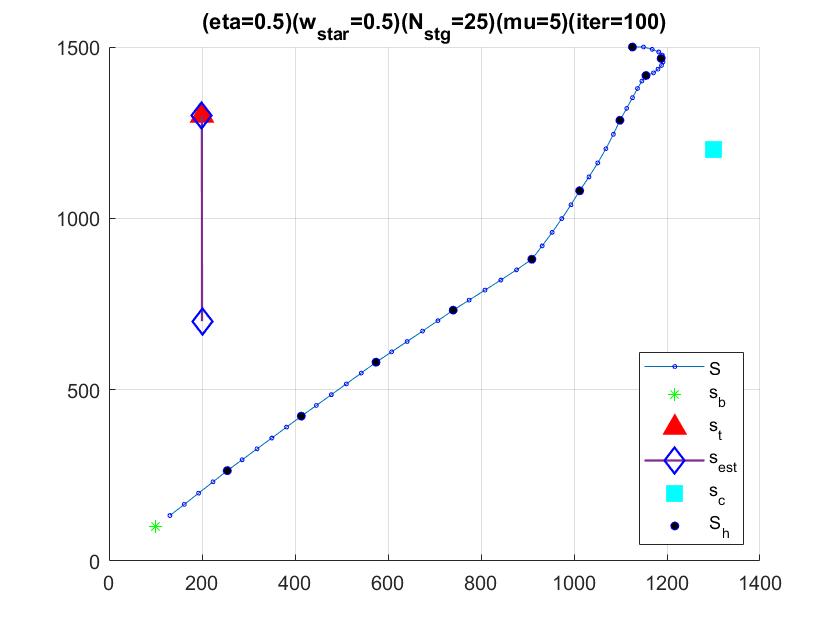 (eta=0.5)(w_star=0.5)(N_stg=25)(mu=5)(iter=100)
1500
1000
500
0
0 200 400 600 800 1000 1200 1400
S
s_b
s_t
s_est
s_c
S_h